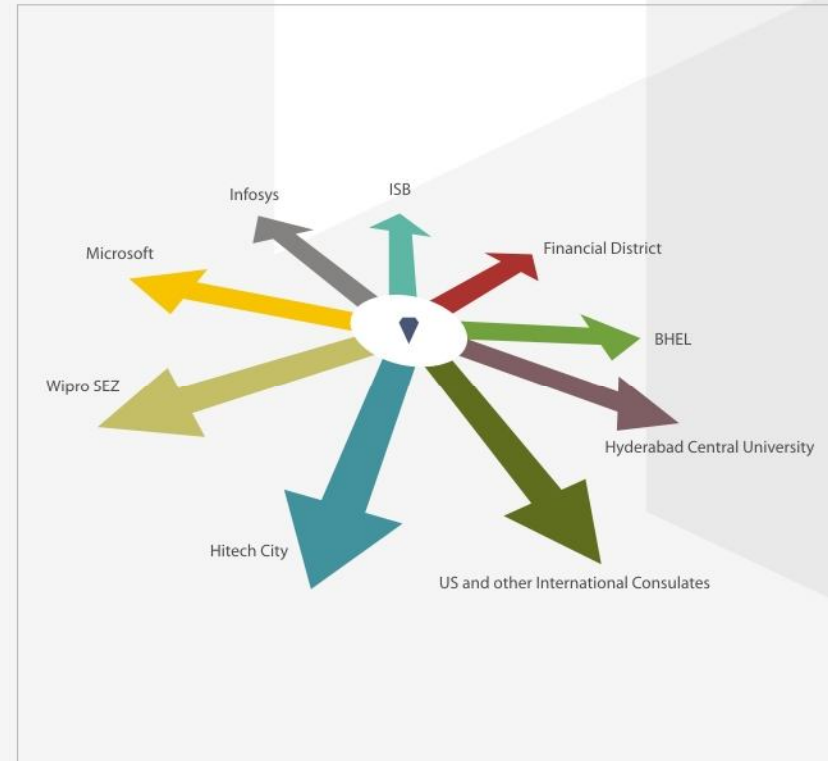 ISB
Infosys
Financial District
Microsoft
BHEL
Wipro SEZ
Hyderabad Central University
Hitech City
US and other International Consulates